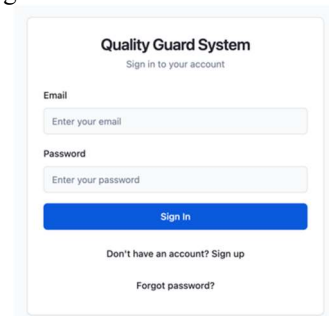 Quality Guard System
Sign in to your account
Email
Enter your email
Password
Enter your password
Sign In
Don't have an account? Sign up
Forgot password?